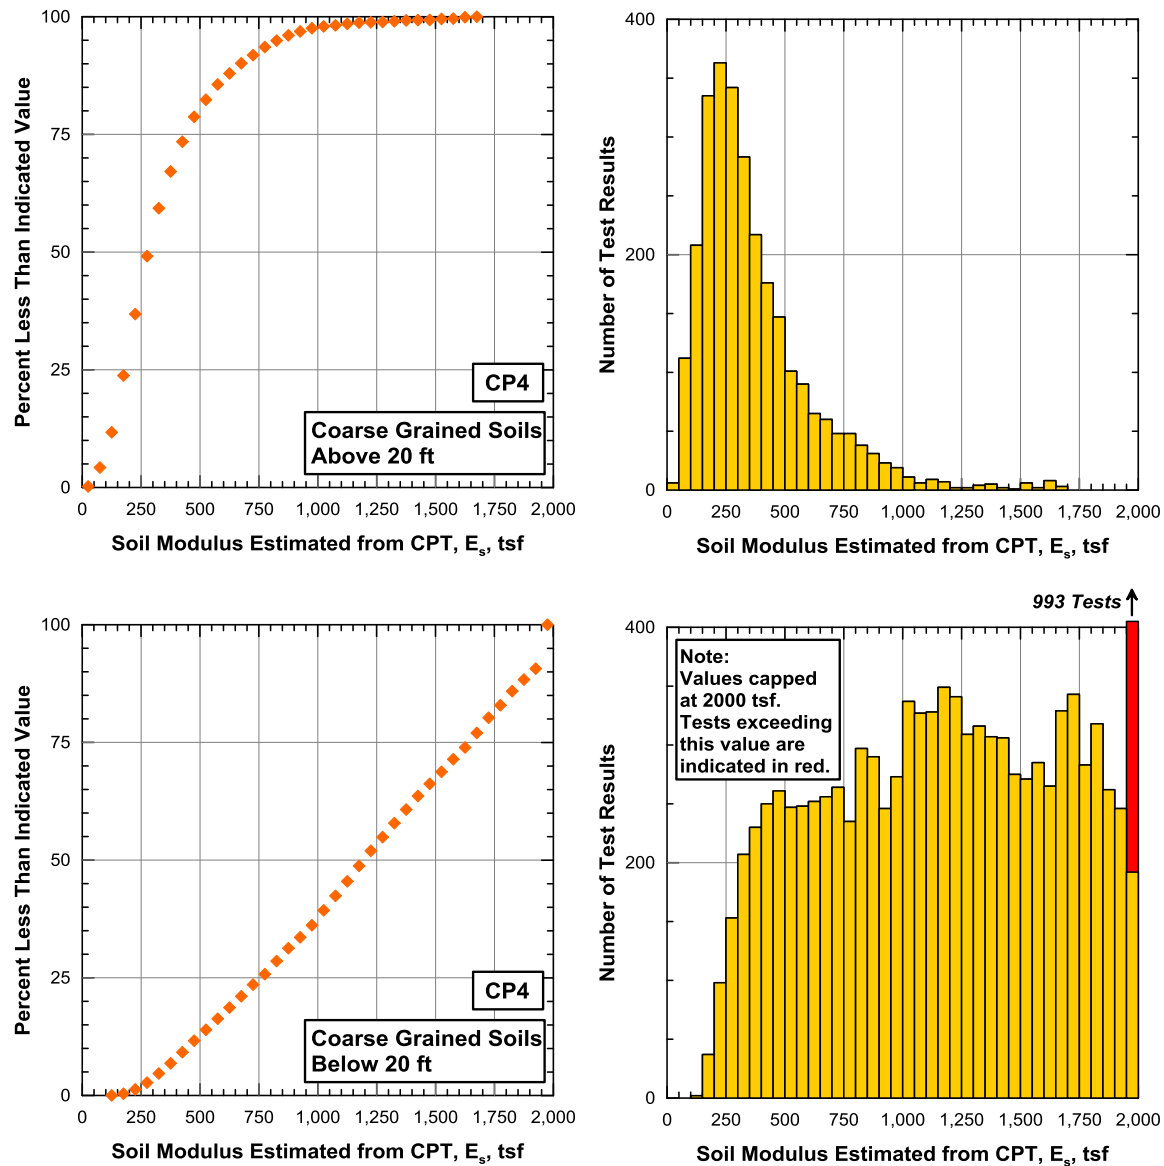 100
75
50
25
0
Percent Less Than Indicated Value
CP4
Coarse Grained Soils
Above 20 ft
0 250 500 750 1,000 1,250 1,500 1,750 2,000
Soil Modulus Estimated from CPT, Es, tsf
400
200
0
Number of Test Results
0 250 500 750 1,000 1,250 1,500 1,750 2,000
Soil Modulus Estimated from CPT, Es, tsf
100
75
50
25
0
Percent Less Than Indicated Value
CP4
Coarse Grained Soils
Below 20 ft
0 250 500 750 1,000 1,250 1,500 1,750 2,000
Soil Modulus Estimated from CPT, Es, tsf
993 Tests
400
200
0
Number of Test Results
Note:
Values capped
at 2000 tsf.
Tests exceeding
this value are
indicated in red.
0 250 500 750 1,000 1,250 1,500 1,750 2,000
Soil Modulus Estimated from CPT, Es, tsf